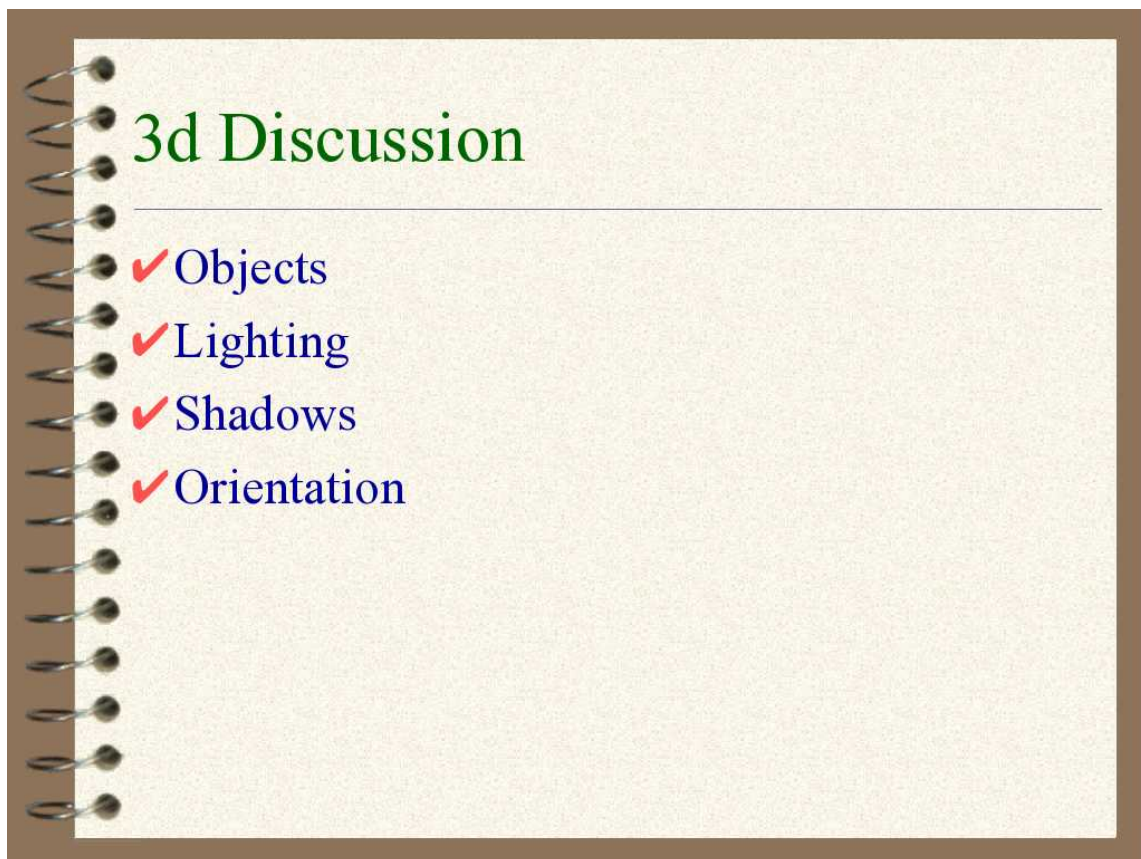 3d Discussion
✔Objects
✔Lighting
✔Shadows
✔Orientation